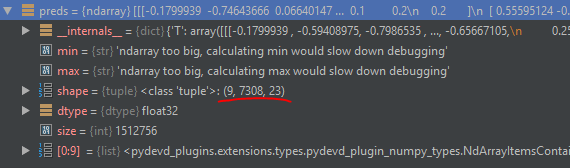 preds = {ndarray} [[[-0.1799939 , -0.74643666 0.06640147 ... 0.1 0.2\n 0.2 ]\n [ 0.55595124 -0.0
__internals__ = {dict} {'T': array([[[-0.1799939 , -0.59408975, -0.7986535 , ..., -0.65667105,\n 0.25
min = {str} 'ndarray too big, calculating min would slow down debugging'
max = {str} 'ndarray too big, calculating max would slow down debugging'
shape = {tuple} <class 'tuple'>: (9, 7308, 23)
dtype = {dtype} float32
size = {int} 1512756
[0:9] = {list} <class 'list'>: <pydevd_plugins.extensions.types.pydevd_plugin_numpy_types.NdArrayItemsContai